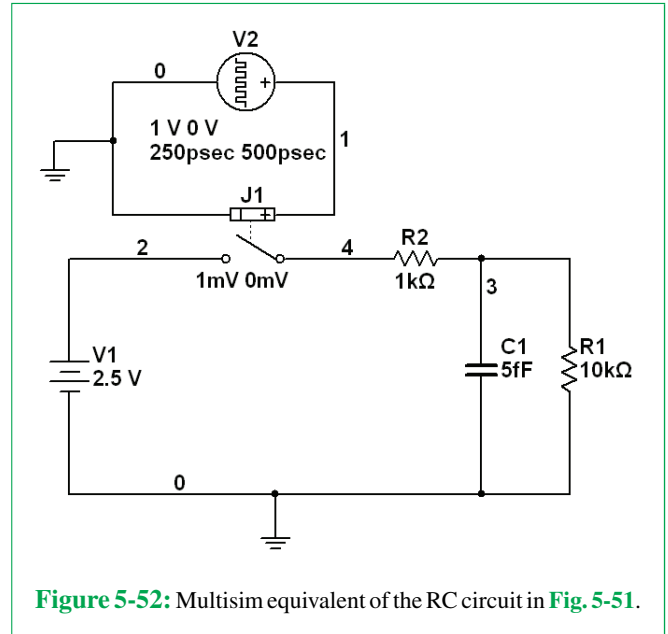 V2
0
+
1 V 0 V
250psec 500psec
1
J1
+
2
4
R2
1mV 0mV
1kΩ
3
V1
2.5 V
C1
5fF
R1
10kΩ
0
Figure 5-52: Multisim equivalent of the RC circuit in Fig. 5-51.